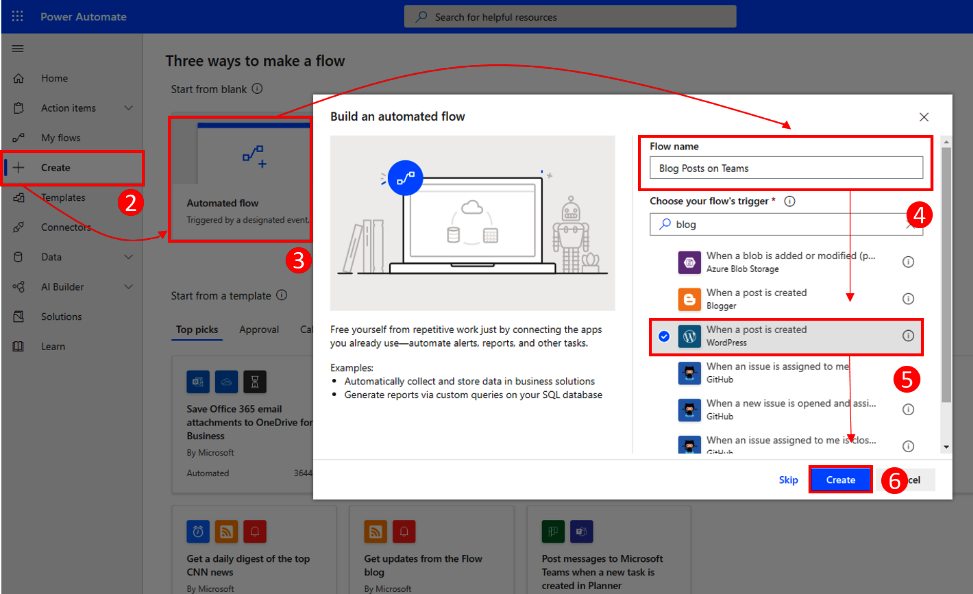 Power Automate
Search for helpful resources
Home
Action items
My flows
Create
Templates
Connectors
Data
AI Builder
Solutions
Learn
2
Three ways to make a flow
Start from blank
Automated flow
Triggered by a designated event.
3
Start from a template
Top picks
Approval
Save Office 365 email
attachments to OneDrive for
Business
By Microsoft
Automated
3644
Get a daily digest of the top
CNN news
By Microsoft
Get updates from the Flow
blog
By Microsoft
Post messages to Microsoft
Teams when a new task is
created in Planner
Build an automated flow
Free yourself from repetitive work just by connecting the apps
you already use—automate alerts, reports, and other tasks.
Examples:
• Automatically collect and store data in business solutions
• Generate reports via custom queries on your SQL database
Flow name
Blog Posts on Teams
Choose your flow's trigger *
4
blog
When a blob is added or modified (p...
Azure Blob Storage
When a post is created
Blogger
When a post is created
WordPress
5
When an issue is assigned to me
GitHub
When a new issue is opened and assi...
GitHub
When an issue assigned to me is clos...
GitHub
Skip
Create
6